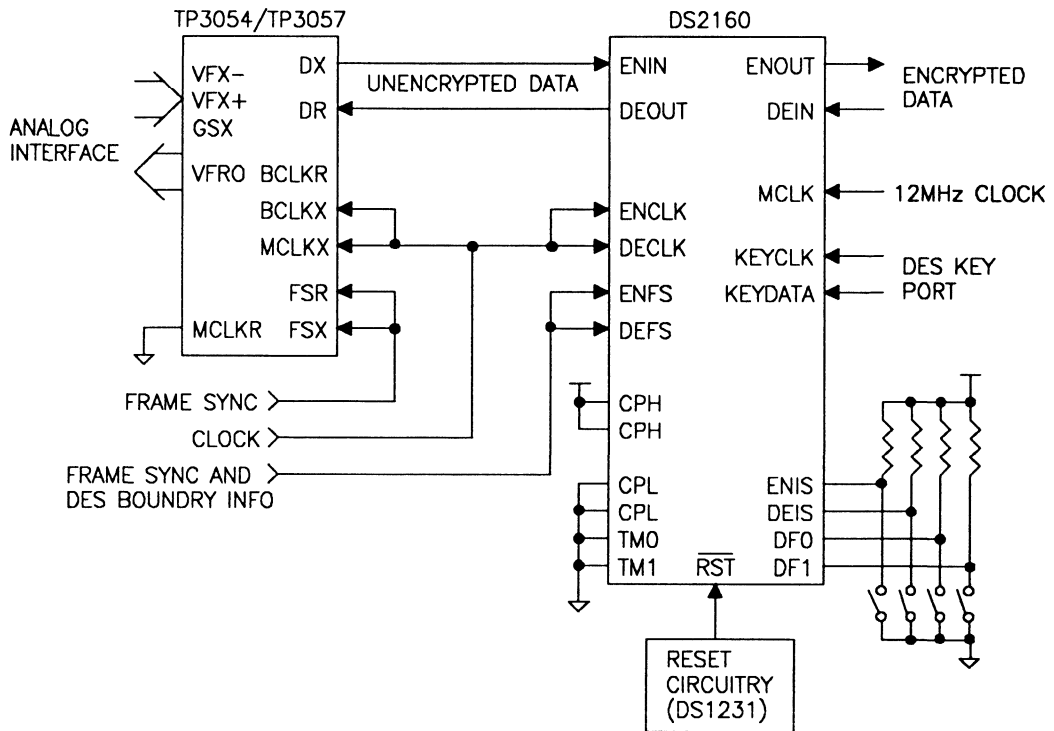 TP3054/TP3057
DS2160
VFX-
VFX+
GSX
VFRO
MCLKR
DX
DR
BCLKR
BCLKX
MCLKX
FSR
FSX
ANALOG
INTERFACE
UNENCRYPTED DATA
FRAME SYNC
CLOCK
FRAME SYNC AND
DES BOUNDRY INFO
ENIN
DEOUT
ENCLK
DECLK
ENFS
DEFS
CPH
CPH
CPL
CPL
TM0
TM1
RST
ENOUT
DEIN
MCLK
KEYCLK
KEYDATA
ENIS
DEIS
DF0
DF1
ENCRYPTED
DATA
12MHz CLOCK
DES KEY
PORT
RESET
CIRCUITRY
(DS1231)